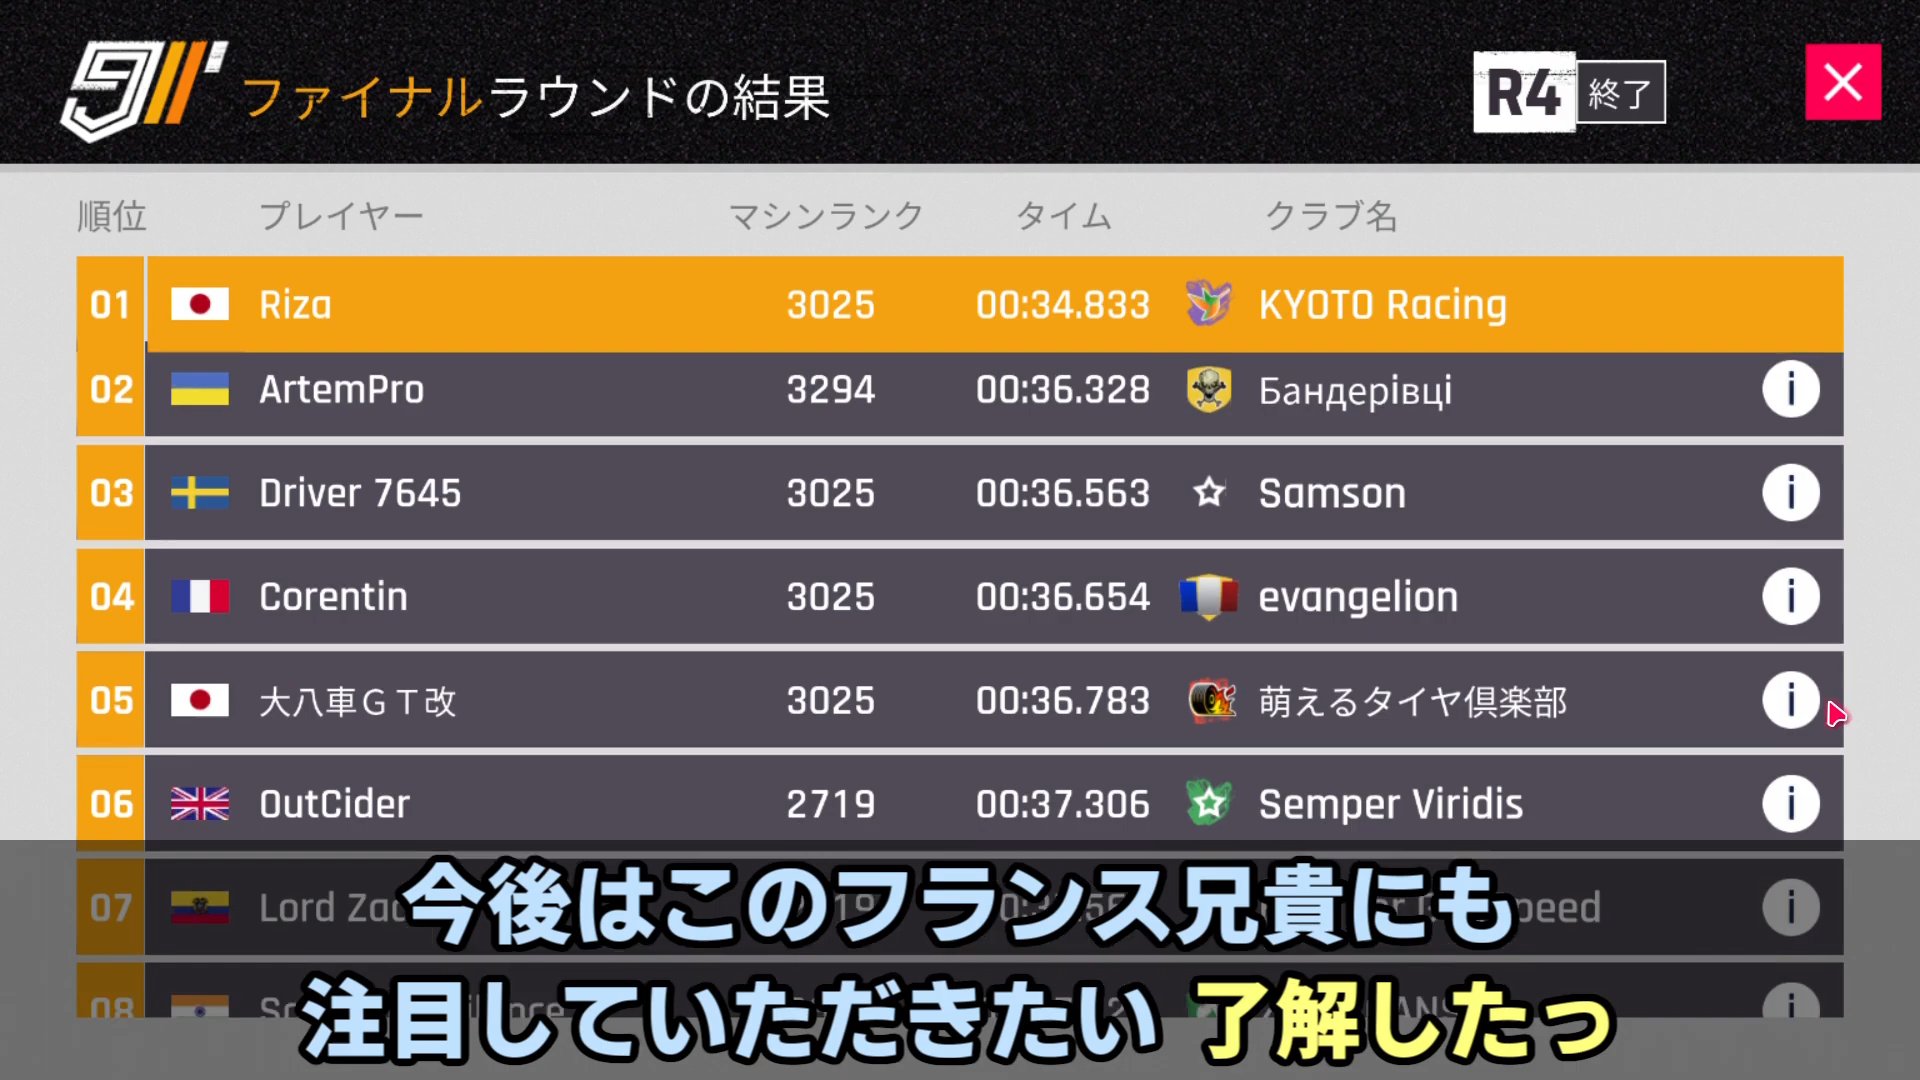 ファイナルラウンドの結果
R4 終了
順位 プレイヤー マシンランク タイム クラブ名
01 Riza 3025 00:34.833 KYOTO Racing
02 ArtemPro 3294 00:36.328 Бандерівці
03 Driver 7645 3025 00:36.563 Samson
04 Corentin 3025 00:36.654 evangelion
05 大八車ＧＴ改 3025 00:36.783 萌えるタイヤ倶楽部
06 OutCider 2719 00:37.306 Semper Viridis
07 Lord
08
今後はこのフランス兄貴にも
注目していただきたい 了解したっ